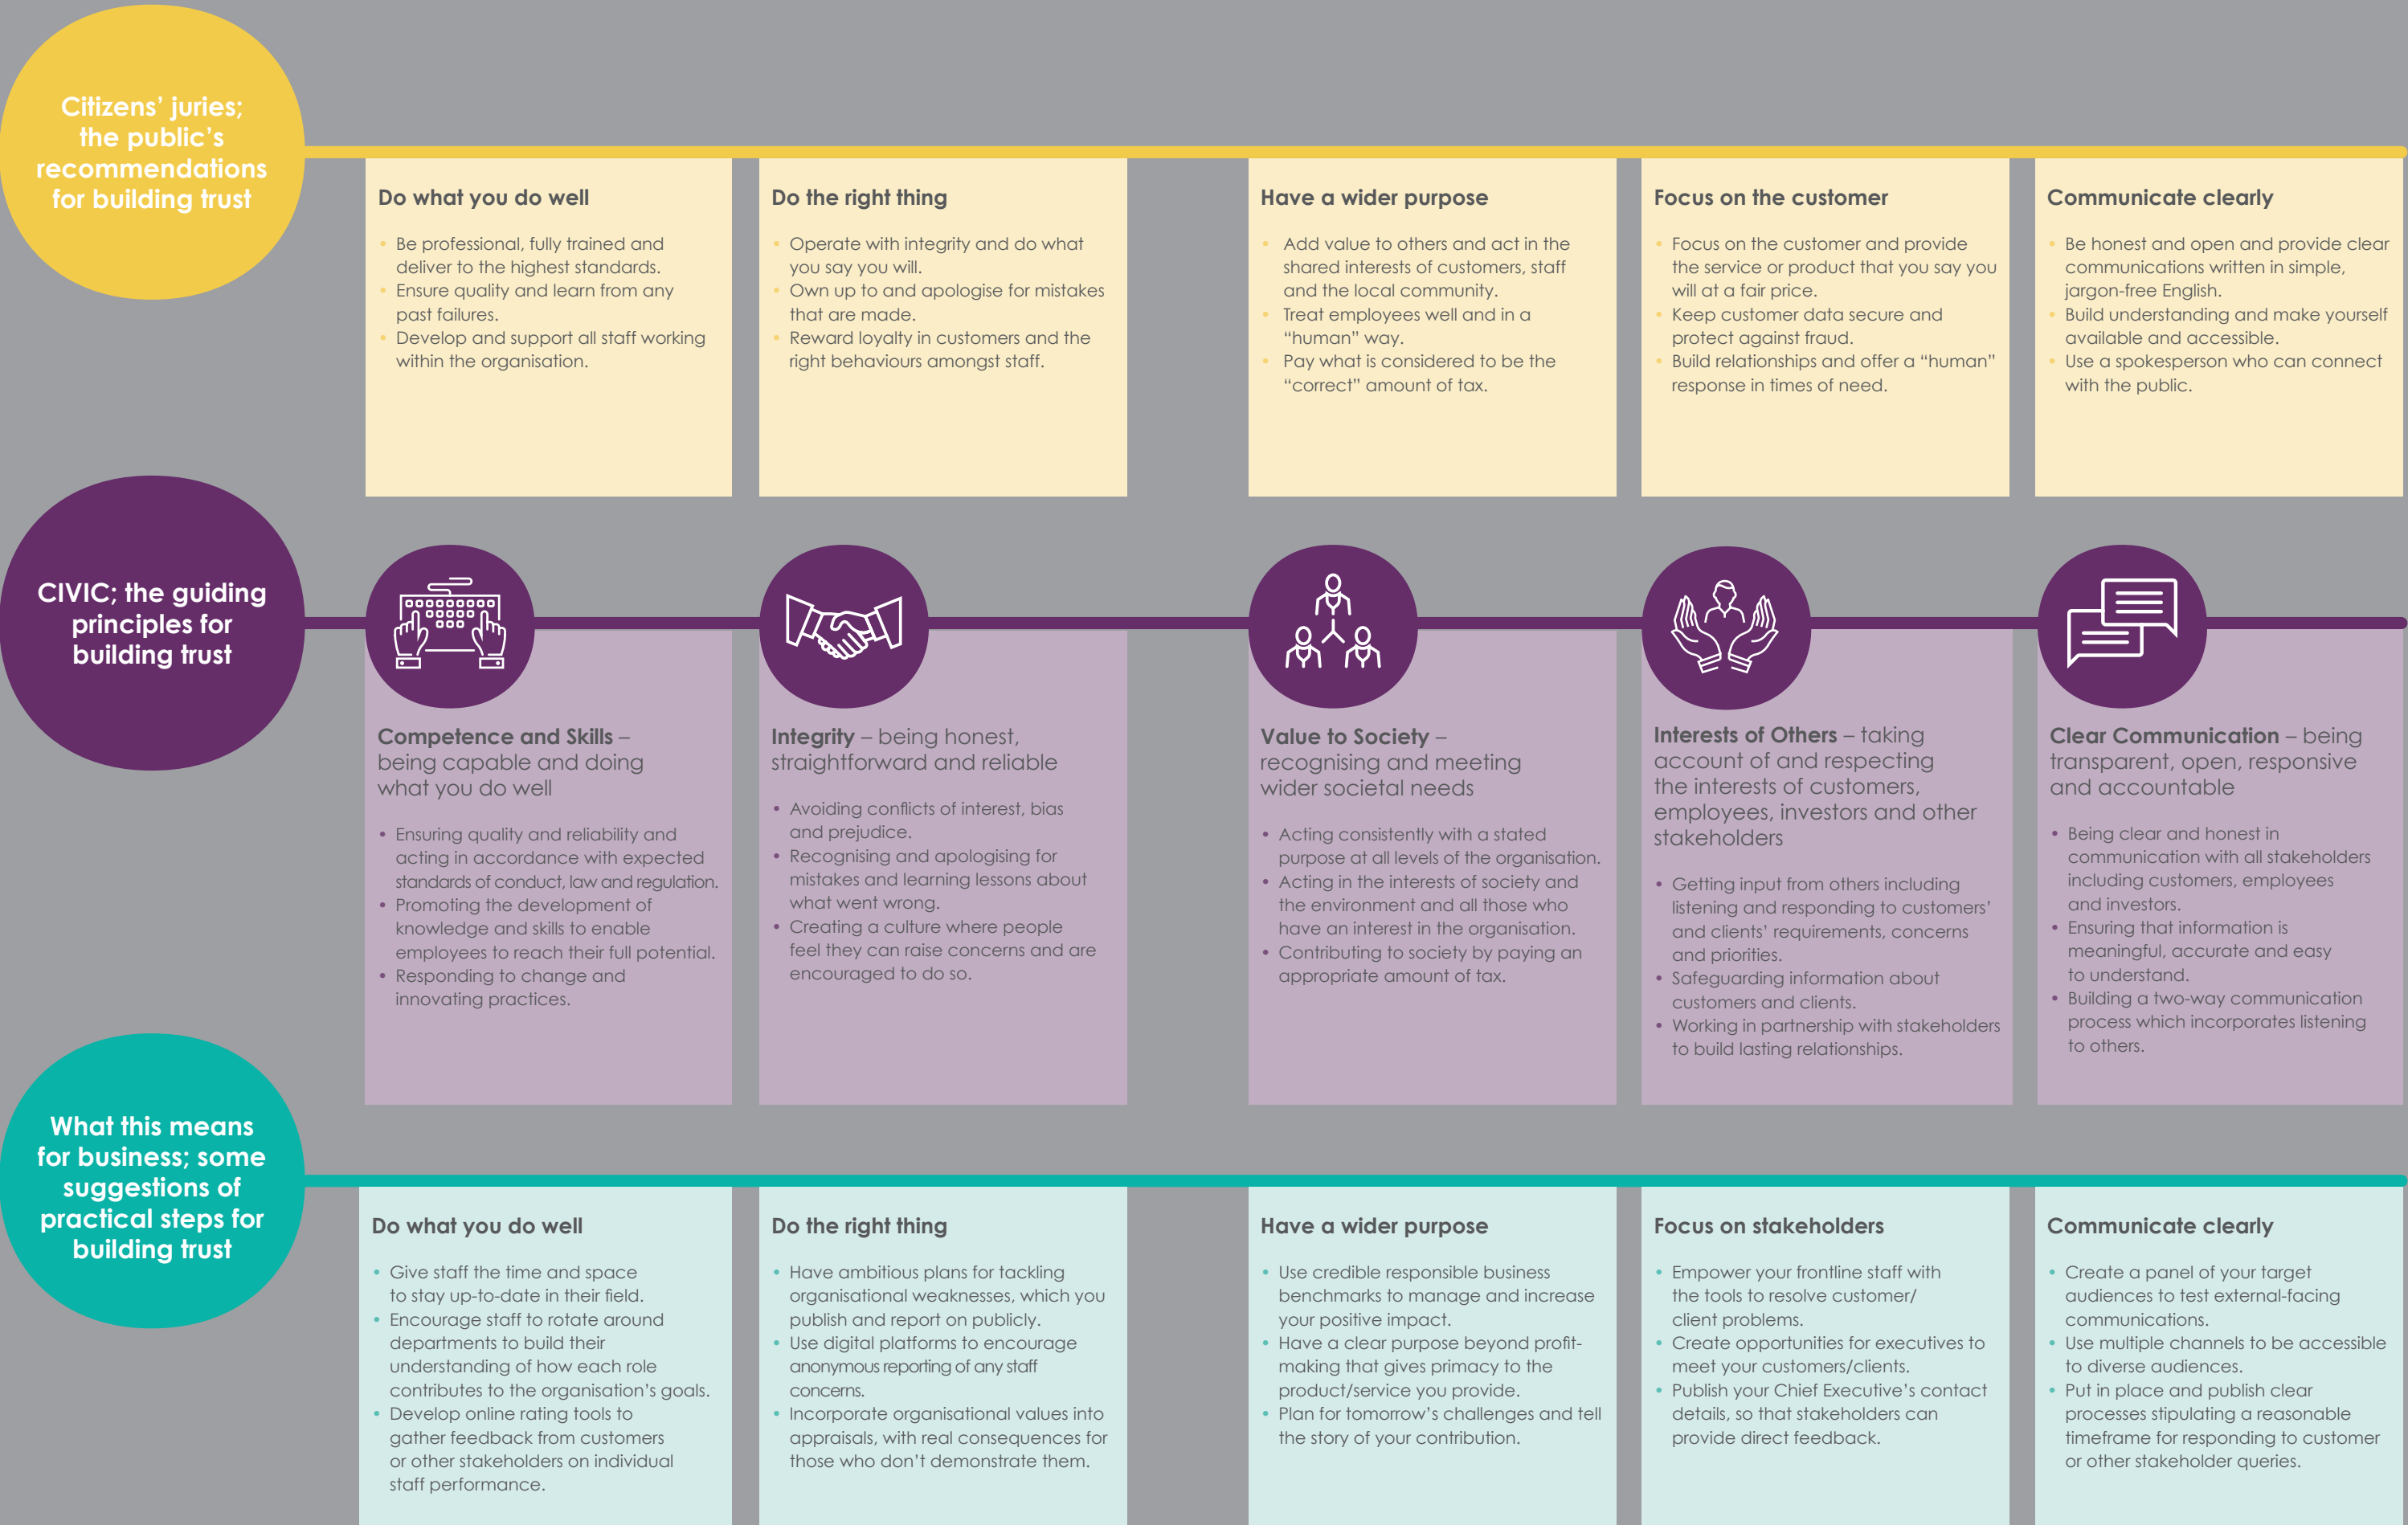 Citizens’ juries;
the public’s
recommendations
for building trust
Do what you do well
• Be professional, fully trained and
deliver to the highest standards.
• Ensure quality and learn from any
past failures.
• Develop and support all staff working
within the organisation.
Do the right thing
• Operate with integrity and do what
you say you will.
• Own up to and apologise for mistakes
that are made.
• Reward loyalty in customers and the
right behaviours amongst staff.
Have a wider purpose
• Add value to others and act in the
shared interests of customers, staff
and the local community.
• Treat employees well and in a
“human” way.
• Pay what is considered to be the
“correct” amount of tax.
Focus on the customer
• Focus on the customer and provide
the service or product that you say you
will at a fair price.
• Keep customer data secure and
protect against fraud.
• Build relationships and offer a “human”
response in times of need.
Communicate clearly
• Be honest and open and provide clear
communications written in simple,
jargon-free English.
• Build understanding and make yourself
available and accessible.
• Use a spokesperson who can connect
with the public.
CIVIC; the guiding
principles for
building trust
Competence and Skills –
being capable and doing
what you do well
• Ensuring quality and reliability and
acting in accordance with expected
standards of conduct, law and regulation.
• Promoting the development of
knowledge and skills to enable
employees to reach their full potential.
• Responding to change and
innovating practices.
Integrity – being honest,
straightforward and reliable
• Avoiding conflicts of interest, bias
and prejudice.
• Recognising and apologising for
mistakes and learning lessons about
what went wrong.
• Creating a culture where people
feel they can raise concerns and are
encouraged to do so.
Value to Society –
recognising and meeting
wider societal needs
• Acting consistently with a stated
purpose at all levels of the organisation.
• Acting in the interests of society and
the environment and all those who
have an interest in the organisation.
• Contributing to society by paying an
appropriate amount of tax.
Interests of Others – taking
account of and respecting
the interests of customers,
employees, investors and other
stakeholders
• Getting input from others including
listening and responding to customers’
and clients’ requirements, concerns
and priorities.
• Safeguarding information about
customers and clients.
• Working in partnership with stakeholders
to build lasting relationships.
Clear Communication – being
transparent, open, responsive
and accountable
• Being clear and honest in
communication with all stakeholders
including customers, employees
and investors.
• Ensuring that information is
meaningful, accurate and easy
to understand.
• Building a two-way communication
process which incorporates listening
to others.
What this means
for business; some
suggestions of
practical steps for
building trust
Do what you do well
• Give staff the time and space
to stay up-to-date in their field.
• Encourage staff to rotate around
departments to build their
understanding of how each role
contributes to the organisation’s goals.
• Develop online rating tools to
gather feedback from customers
or other stakeholders on individual
staff performance.
Do the right thing
• Have ambitious plans for tackling
organisational weaknesses, which you
publish and report on publicly.
• Use digital platforms to encourage
anonymous reporting of any staff
concerns.
• Incorporate organisational values into
appraisals, with real consequences for
those who don’t demonstrate them.
Have a wider purpose
• Use credible responsible business
benchmarks to manage and increase
your positive impact.
• Have a clear purpose beyond profit-
making that gives primacy to the
product/service you provide.
• Plan for tomorrow’s challenges and tell
the story of your contribution.
Focus on stakeholders
• Empower your frontline staff with
the tools to resolve customer/
client problems.
• Create opportunities for executives to
meet your customers/clients.
• Publish your Chief Executive’s contact
details, so that stakeholders can
provide direct feedback.
Communicate clearly
• Create a panel of your target
audiences to test external-facing
communications.
• Use multiple channels to be accessible
to diverse audiences.
• Put in place and publish clear
processes stipulating a reasonable
timeframe for responding to customer
or other stakeholder queries.